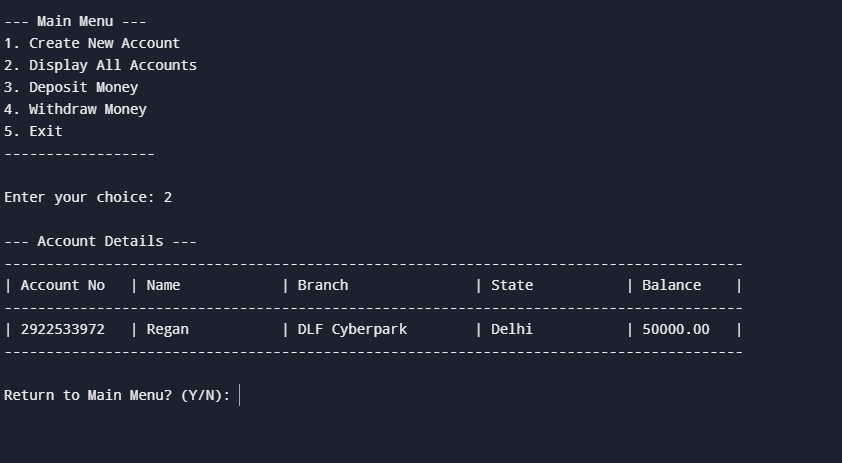 --- Main Menu ---
1. Create New Account
2. Display All Accounts
3. Deposit Money
4. Withdraw Money
5. Exit
------------------
Enter your choice: 2
--- Account Details ---
----------------------------------------------------------------------------------------
| Account No   | Name            | Branch               | State           | Balance    |
----------------------------------------------------------------------------------------
| 2922533972   | Regan           | DLF Cyberpark        | Delhi           | 50000.00   |
----------------------------------------------------------------------------------------
Return to Main Menu? (Y/N):